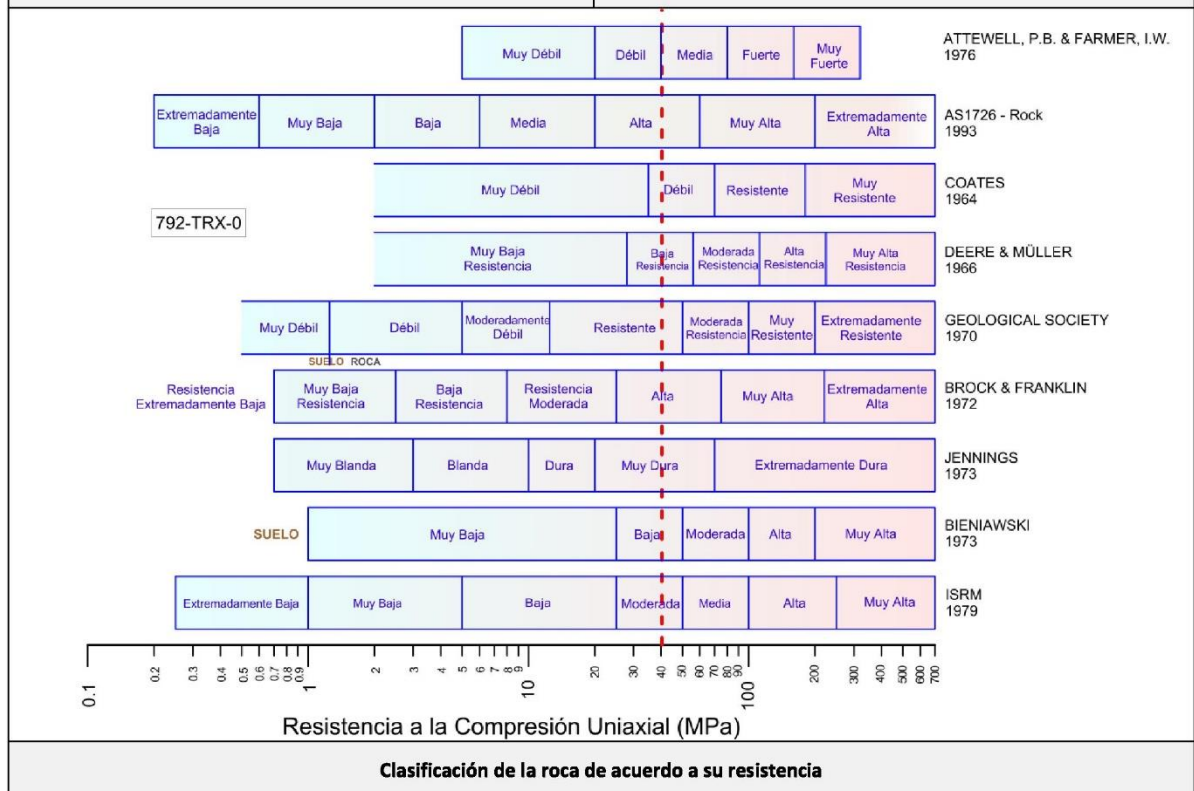 ATTEWELL, P.B. & FARMER, I.W.
1976
Muy Débil
Débil
Media
Fuerte
Muy
Fuerte
AS1726 - Rock
1993
Extremadamente
Baja
Muy Baja
Baja
Media
Alta
Muy Alta
Extremadamente
Alta
COATES
1964
Muy Débil
Débil
Resistente
Muy
Resistente
792-TRX-0
DEERE & MÜLLER
1966
Muy Baja
Resistencia
Baja
Resistencia
Moderada
Resistencia
Alta
Resistencia
Muy Alta
Resistencia
GEOLOGICAL SOCIETY
1970
Muy Débil
Débil
Moderadamente
Débil
Resistente
Moderada
Resistencia
Muy
Resistente
Extremadamente
Resistente
SUELO ROCA
BROCK & FRANKLIN
1972
Resistencia
Extremadamente Baja
Muy Baja
Resistencia
Baja
Resistencia
Resistencia
Moderada
Alta
Muy Alta
Extremadamente
Alta
JENNINGS
1973
Muy Blanda
Blanda
Dura
Muy Dura
Extremadamente Dura
BIENIAWSKI
1973
SUELO
Muy Baja
Baja
Moderada
Alta
Muy Alta
ISRM
1979
Extremadamente Baja
Muy Baja
Baja
Moderada
Media
Alta
Muy Alta
0.1 0.2 0.3 0.4 0.5 0.6 0.7 0.8 0.9 1 2 3 4 5 6 7 8 9 10 20 30 40 50 60 70 80 90 100 200 300 400 500 600 700
Resistencia a la Compresión Uniaxial (MPa)
Clasificación de la roca de acuerdo a su resistencia